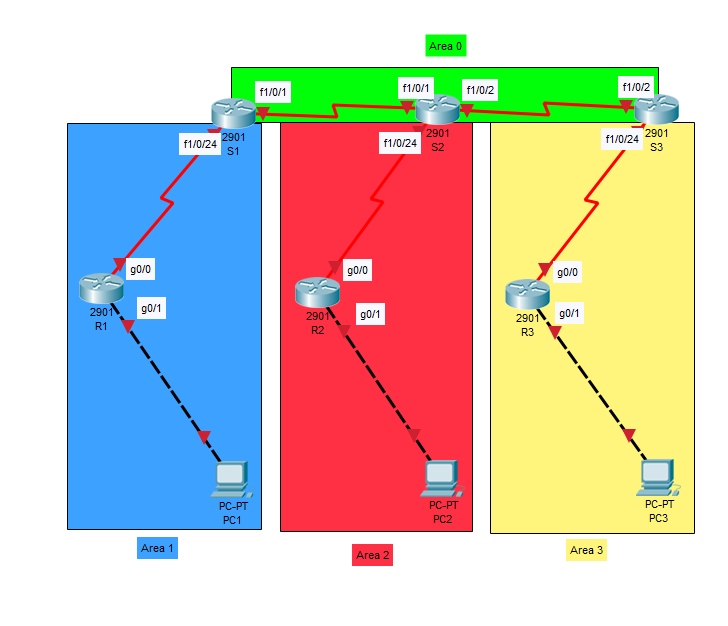 Area 0
f1/0/1
f1/0/1
f1/0/2
f1/0/2
2901
S1
2901
S2
2901
S3
f1/0/24
f1/0/24
f1/0/24
g0/0
g0/0
g0/0
2901
R1
2901
R2
2901
R3
g0/1
g0/1
g0/1
PC-PT
PC1
PC-PT
PC2
PC-PT
PC3
Area 1
Area 2
Area 3